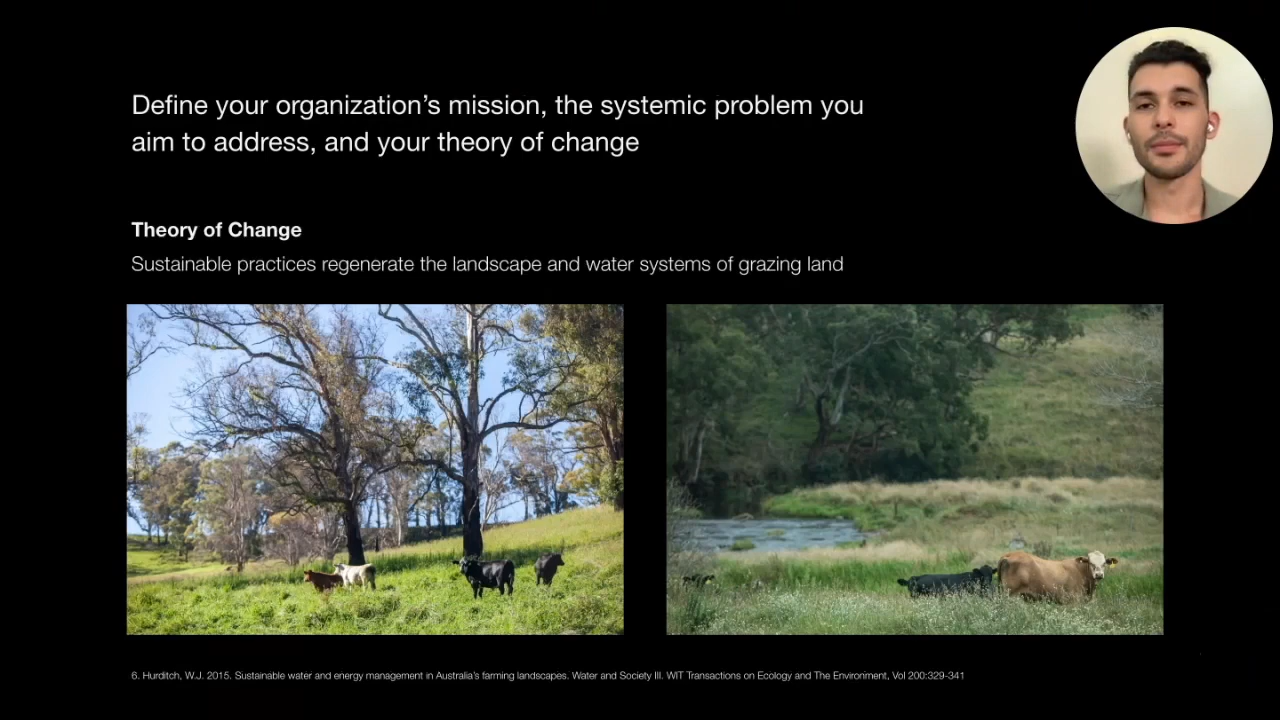 Define your organization’s mission, the systemic problem you
aim to address, and your theory of change
Theory of Change
Sustainable practices regenerate the landscape and water systems of grazing land
6. Hurditch, W.J. 2015. Sustainable water and energy management in Australia’s farming landscapes. Water and Society III. WIT Transactions on Ecology and The Environment, Vol 200:329-341